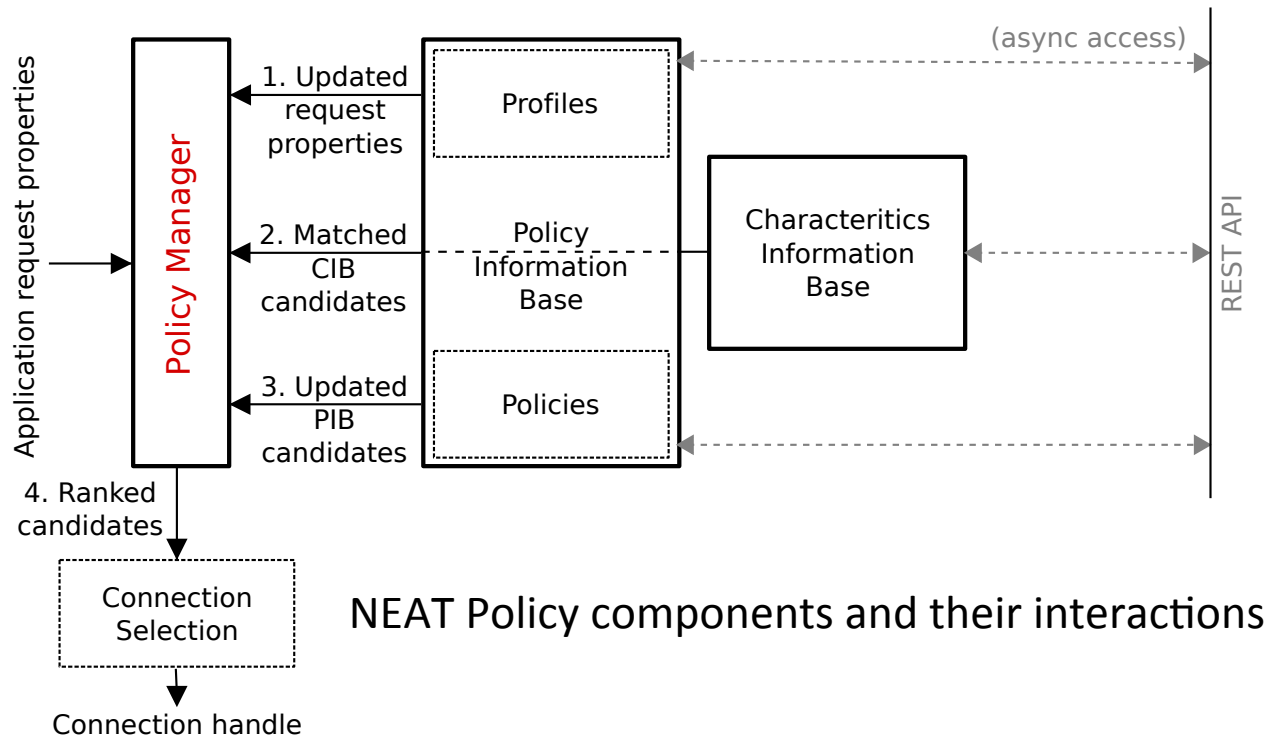 (async access)
Application request properties
Policy Manager
1. Updated
request
properties
Profiles
2. Matched
CIB
candidates
Policy
Information
Base
Characteritics
Information
Base
REST API
3. Updated
PIB
candidates
Policies
4. Ranked
candidates
Connection
Selection
NEAT Policy components and their interactions
Connection handle